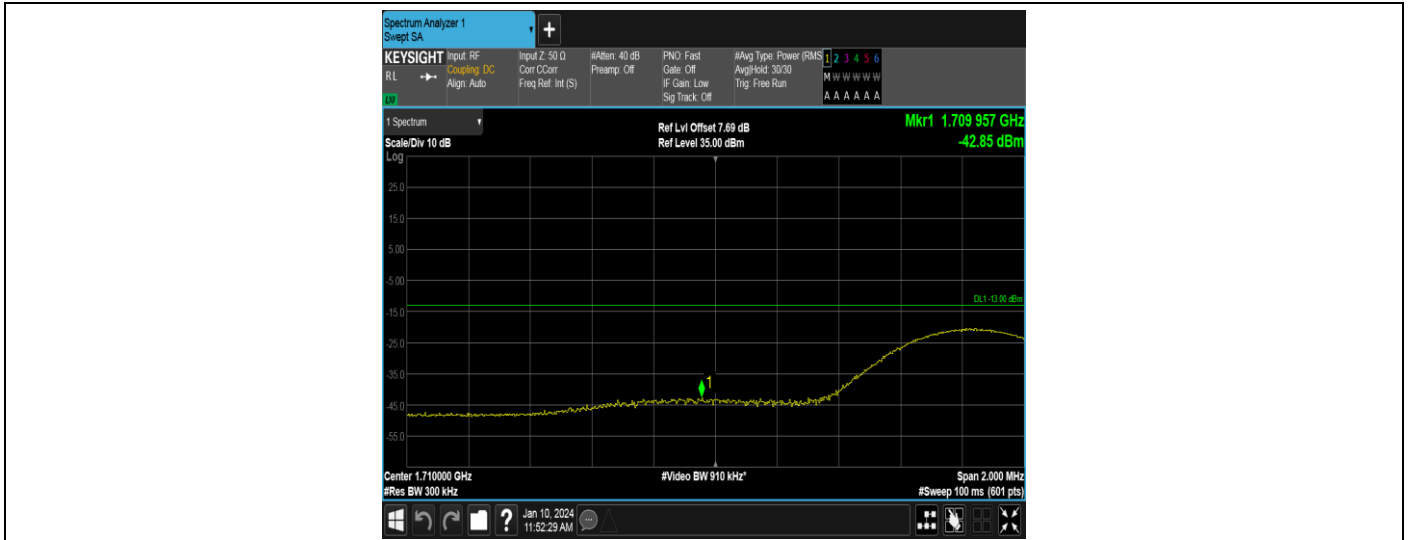 Spectrum Analyzer 1
Swept SA
+
KEYSIGHT Input: RF Input Z: 50 Ω #Atten: 40 dB PNO: Fast #Avg Type: Power (RMS 1 2 3 4 5 6
RL Coupling: DC Corr CCorr Preamp: Off Gate: Off Avg|Hold: 30/30 M W W W W W
Align: Auto Freq Ref: Int (S) IF Gain: Low Trig: Free Run
Sig Track: Off A A A A A A
1 Spectrum Ref Lvl Offset 7.69 dB Mkr1 1.709 957 GHz
Scale/Div 10 dB Ref Level 35.00 dBm -42.85 dBm
Log
25.0
15.0
5.00
-5.00
DL1 -13.00 dBm
-15.0
-25.0
-35.0
1
-45.0
-55.0
Center 1.710000 GHz #Video BW 910 kHz* Span 2.000 MHz
#Res BW 300 kHz #Sweep 100 ms (601 pts)
? Jan 10, 2024
11:52:29 AM